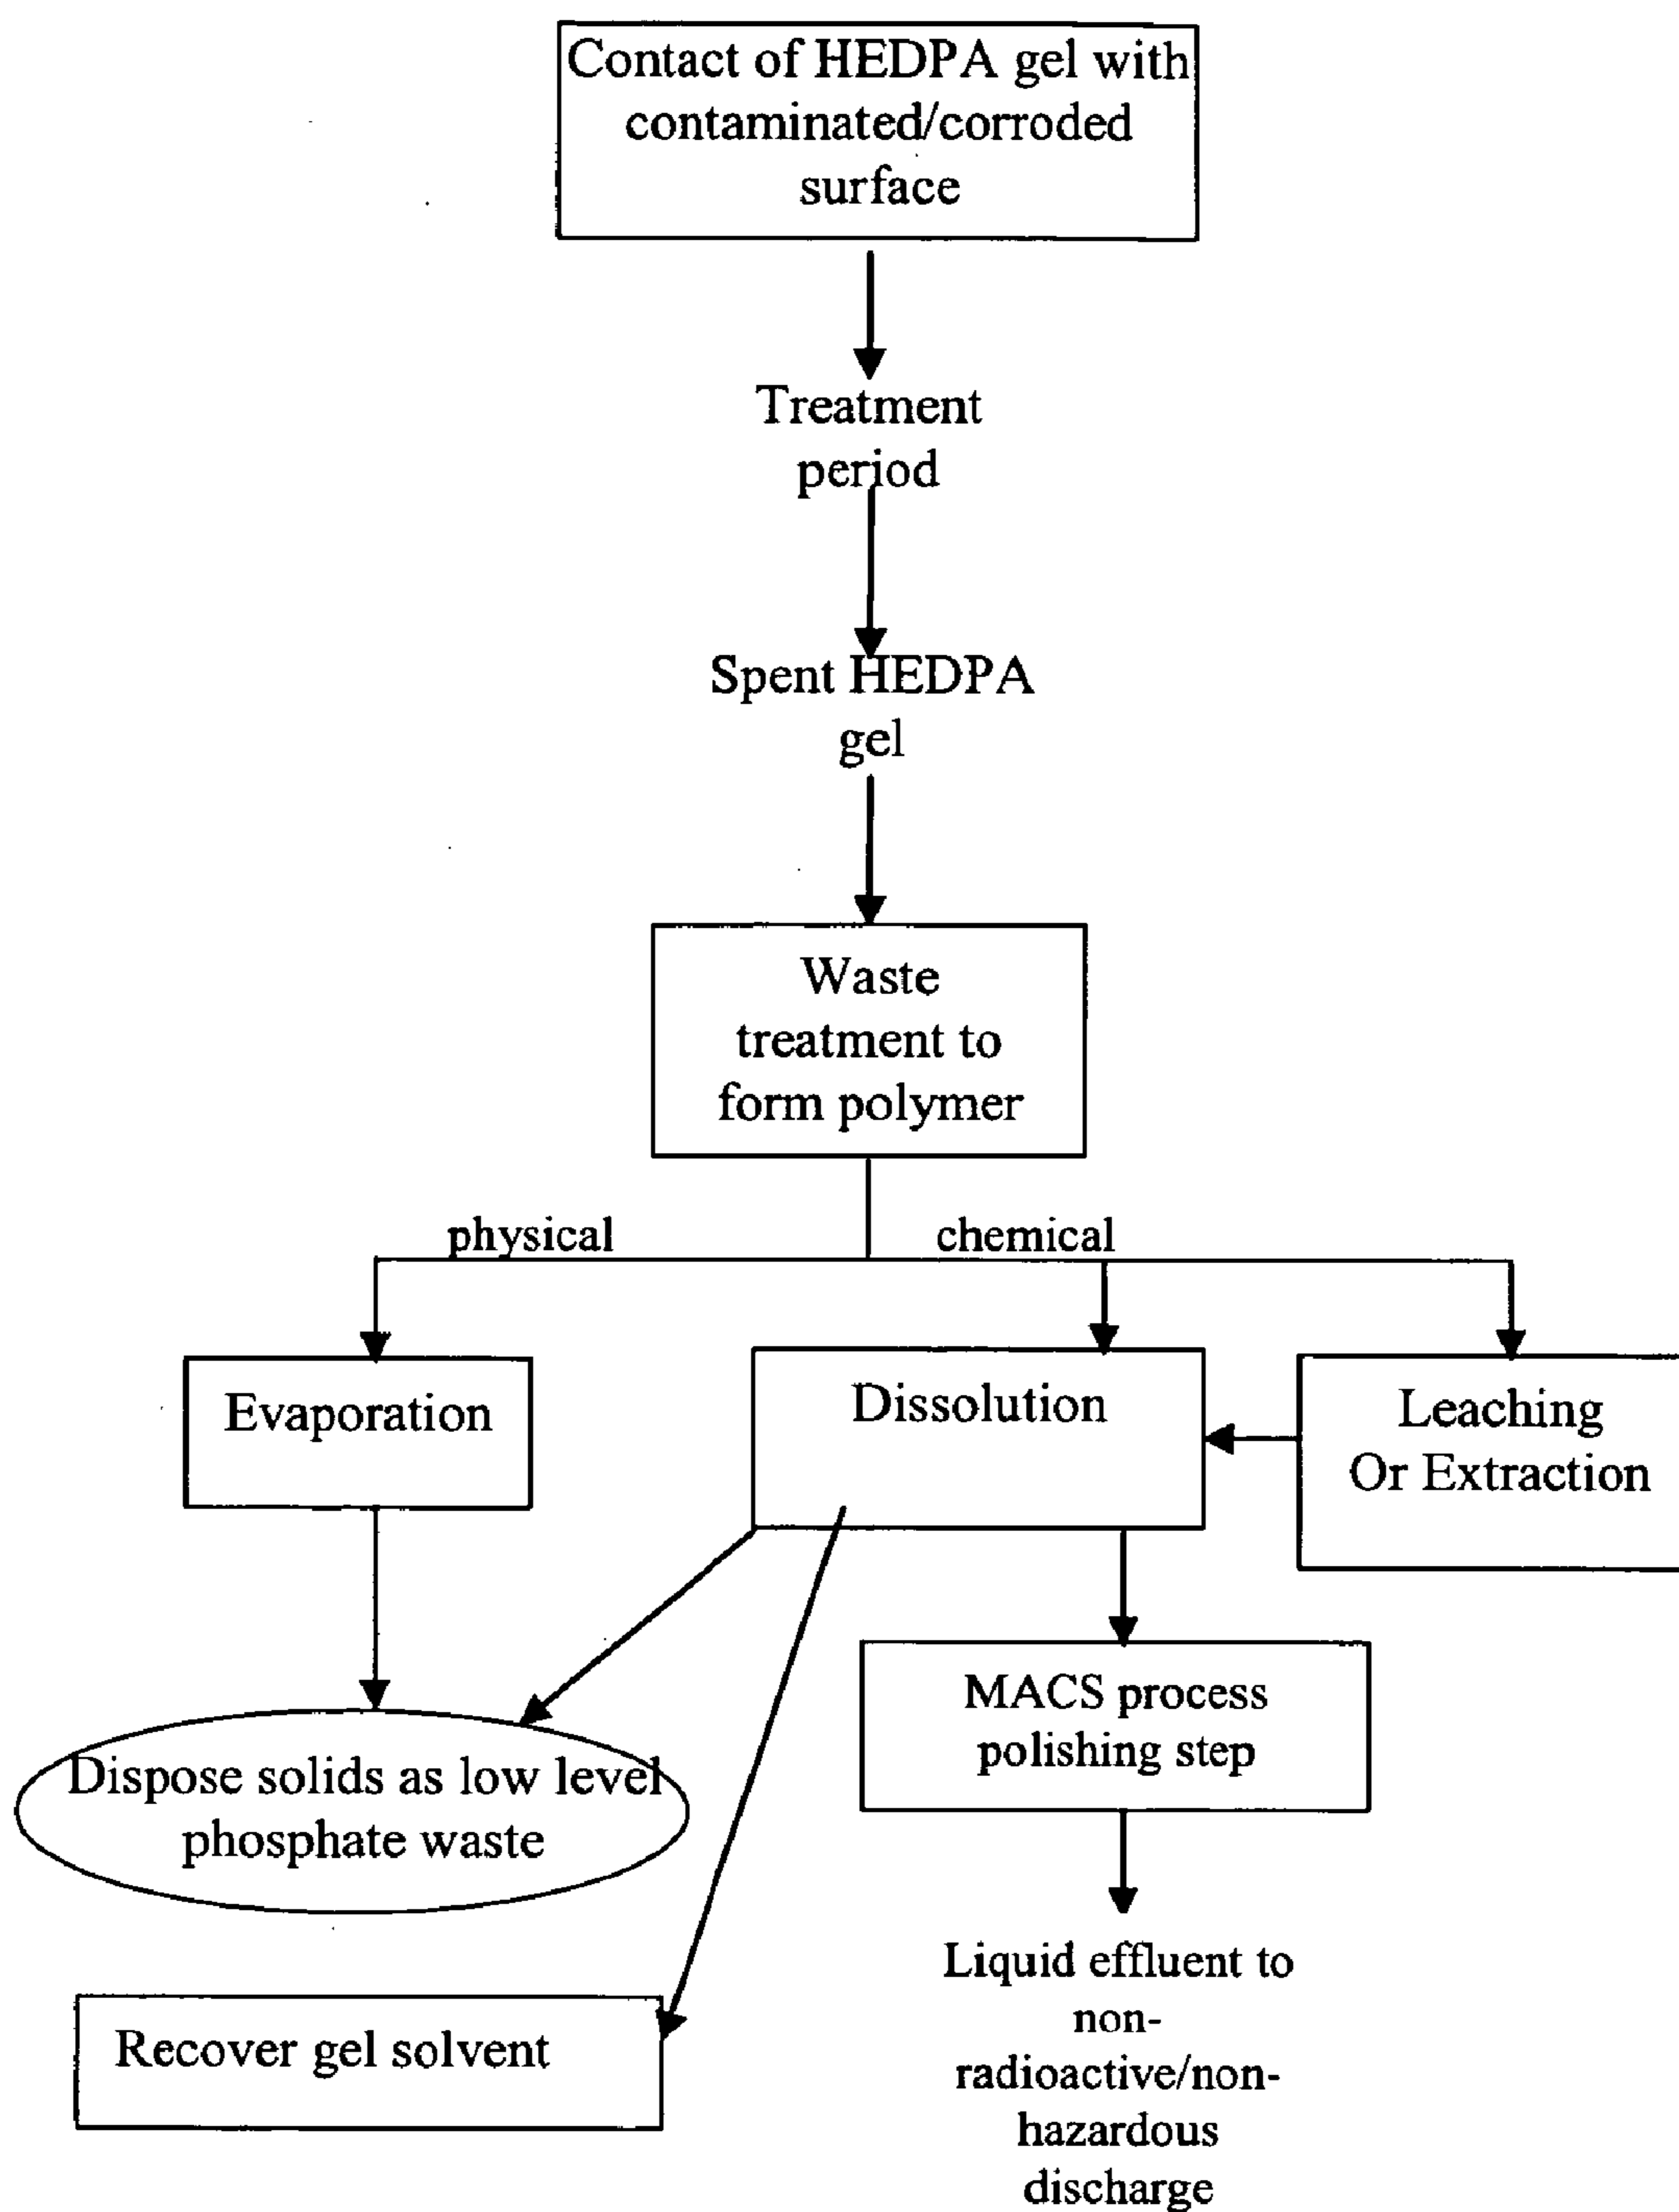 Contact of HEDPA gel with
contaminated/corroded
surface
Treatment
period
Spent HEDPA
gel
Waste
treatment to
form polymer
physical
chemical
Evaporation
Dissolution
Leaching
Or Extraction
MACS process
polishing step
Dispose solids as low level
phosphate waste
Recover gel solvent
Liquid effluent to
non-
radioactive/non-
hazardous
discharge